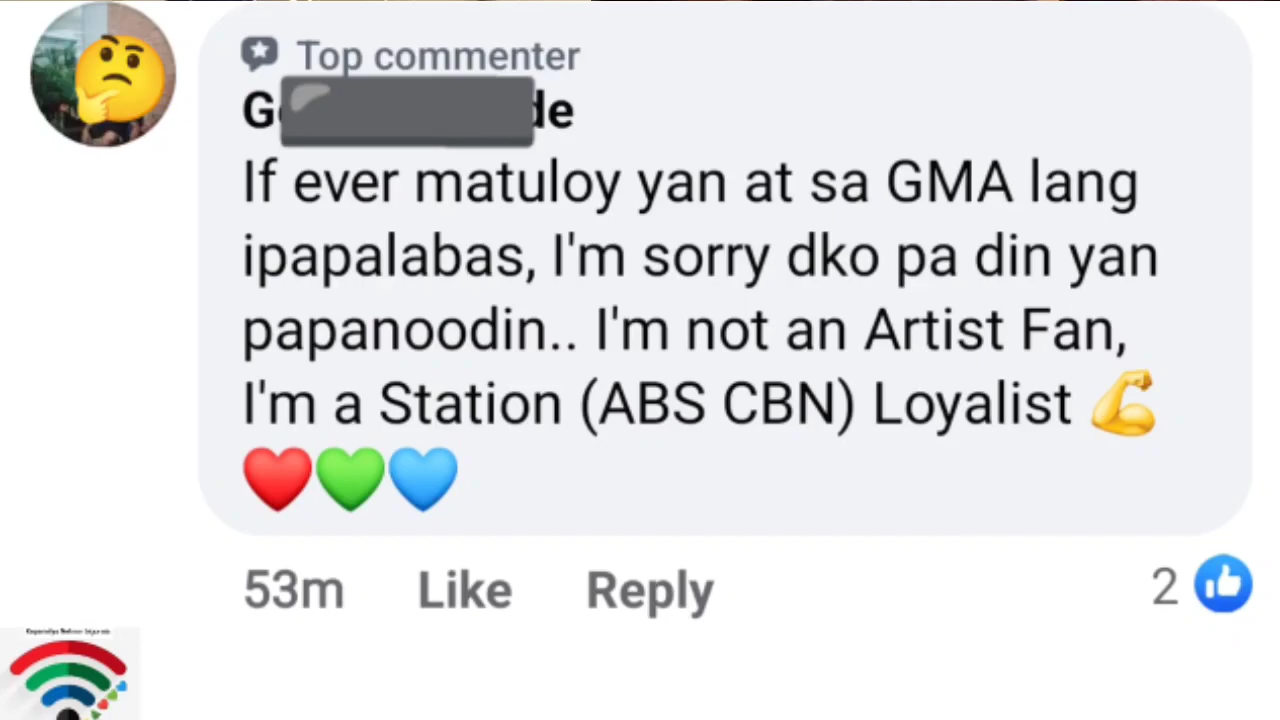 Top commenter
G de
If ever matuloy yan at sa GMA lang
ipapalabas, I'm sorry dko pa din yan
papanoodin.. I'm not an Artist Fan,
I'm a Station (ABS CBN) Loyalist 💪
❤️💚💙
53m Like Reply 2